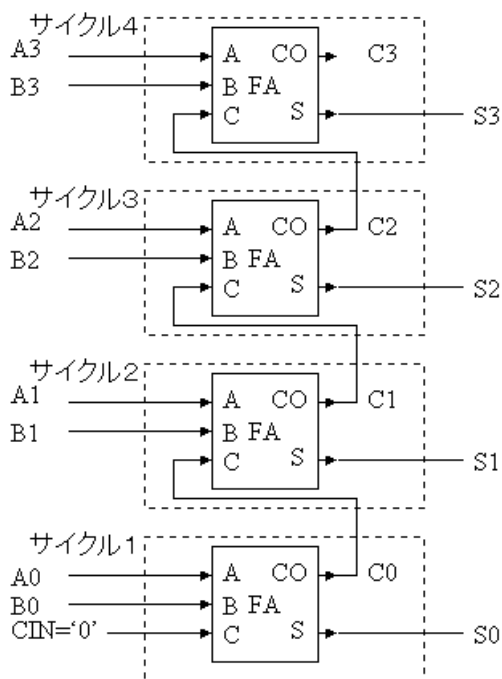 サイクル4
A3 A CO C3
B3 B FA
C S S3
サイクル3
A2 A CO C2
B2 B FA
C S S2
サイクル2
A1 A CO C1
B1 B FA
C S S1
サイクル1
A0 A CO C0
B0 B FA
CIN=‘0’ C S S0